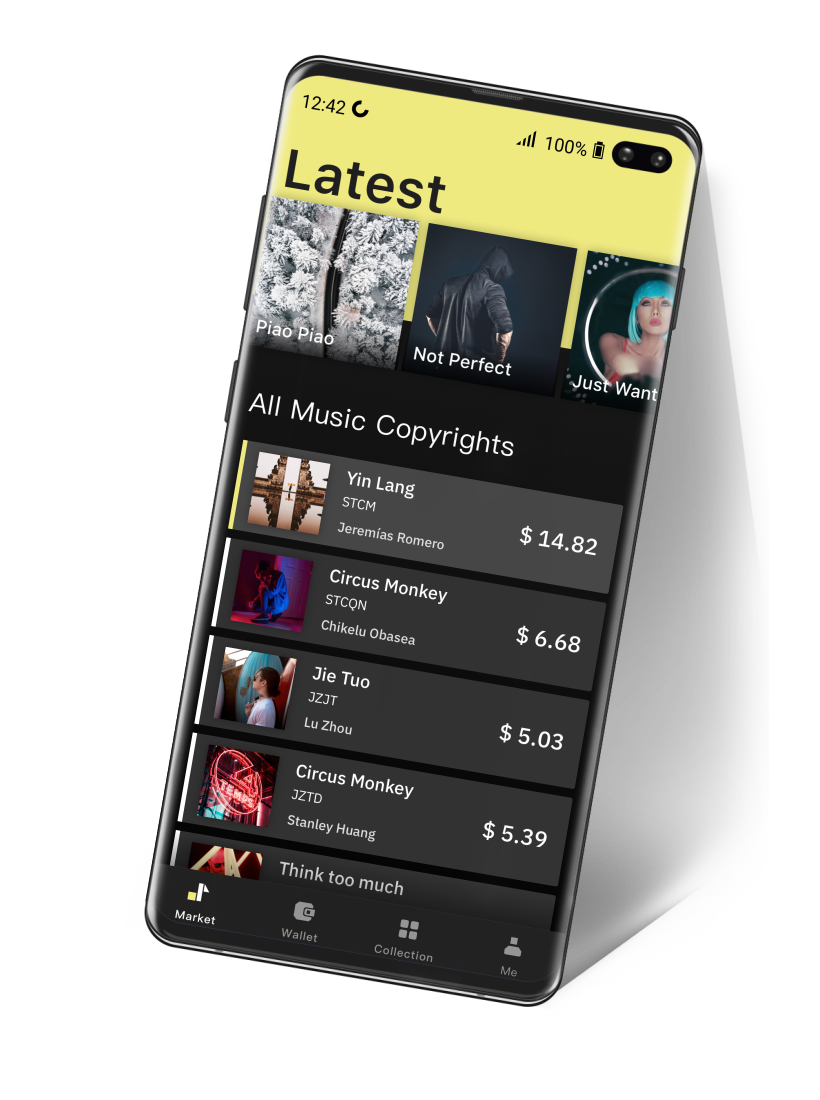 12:42
100%
Latest
Piao Piao
Not Perfect
Just Want
All Music Copyrights
Yin Lang
STCM
Jeremías Romero
$ 14.82
Circus Monkey
STCQN
Chikelu Obasea
$ 6.68
Jie Tuo
JZJT
Lu Zhou
$ 5.03
Circus Monkey
JZTD
Stanley Huang
$ 5.39
Think too much
Market
Wallet
Collection
Me